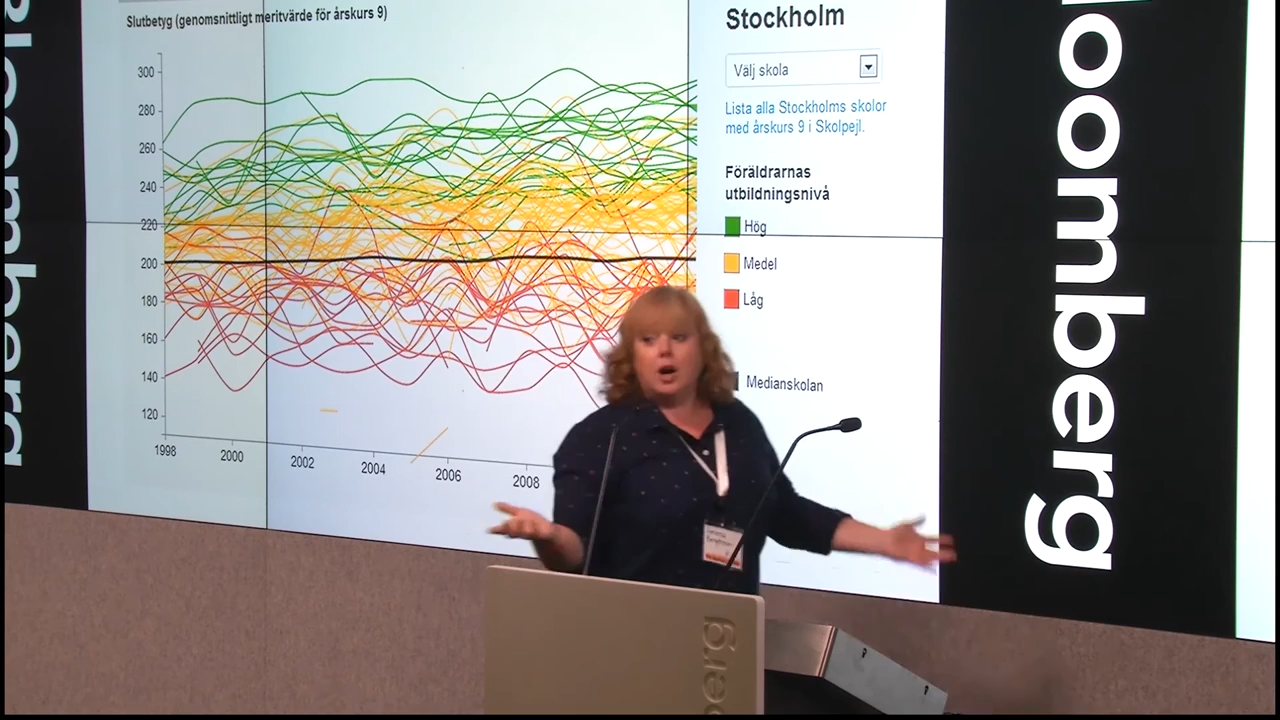 Bloomberg
Slutbetyg (genomsnittligt meritvärde för årskurs 9)
300
280
260
240
220
200
180
160
140
120
1998
2000
2002
2004
2006
2008
Stockholm
Välj skola
Lista alla Stockholms skolor
med årskurs 9 i Skolpejl.
Föräldrarnas
utbildningsnivå
Hög
Medel
Låg
Medianskolan
loomberg
berg